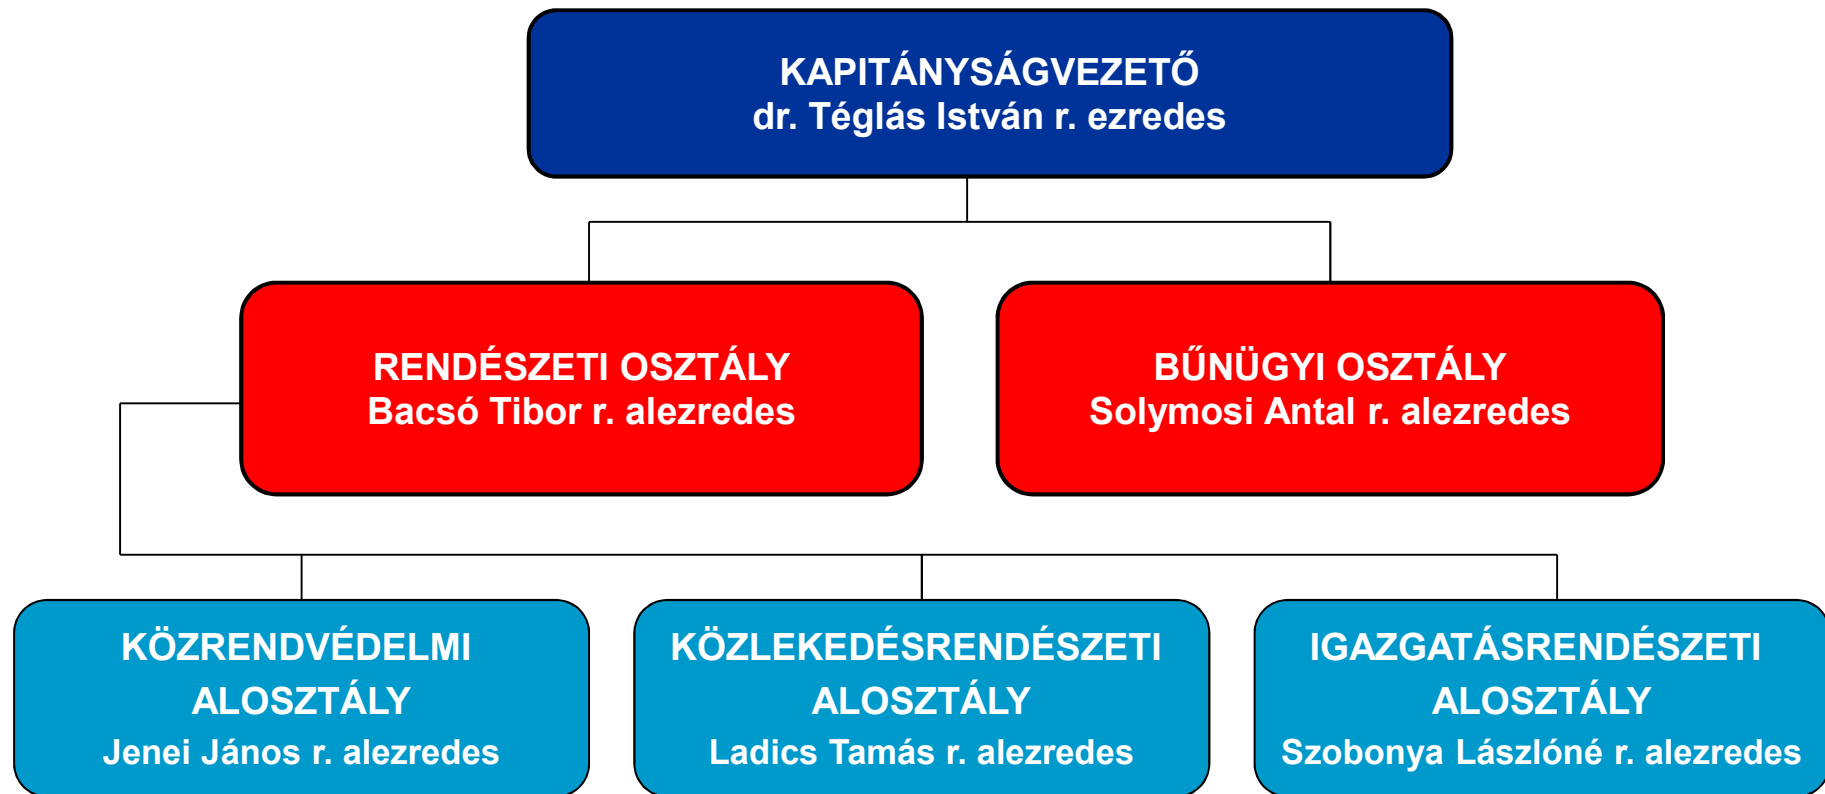 KAPITÁNYSÁGVEZETŐ
dr. Téglás István r. ezredes
RENDÉSZETI OSZTÁLY
Bacsó Tibor r. alezredes
BŰNÜGYI OSZTÁLY
Solymosi Antal r. alezredes
KÖZRENDVÉDELMI
ALOSZTÁLY
Jenei János r. alezredes
KÖZLEKEDÉSRENDÉSZETI
ALOSZTÁLY
Ladics Tamás r. alezredes
IGAZGATÁSRENDÉSZETI
ALOSZTÁLY
Szobonya Lászlóné r. alezredes